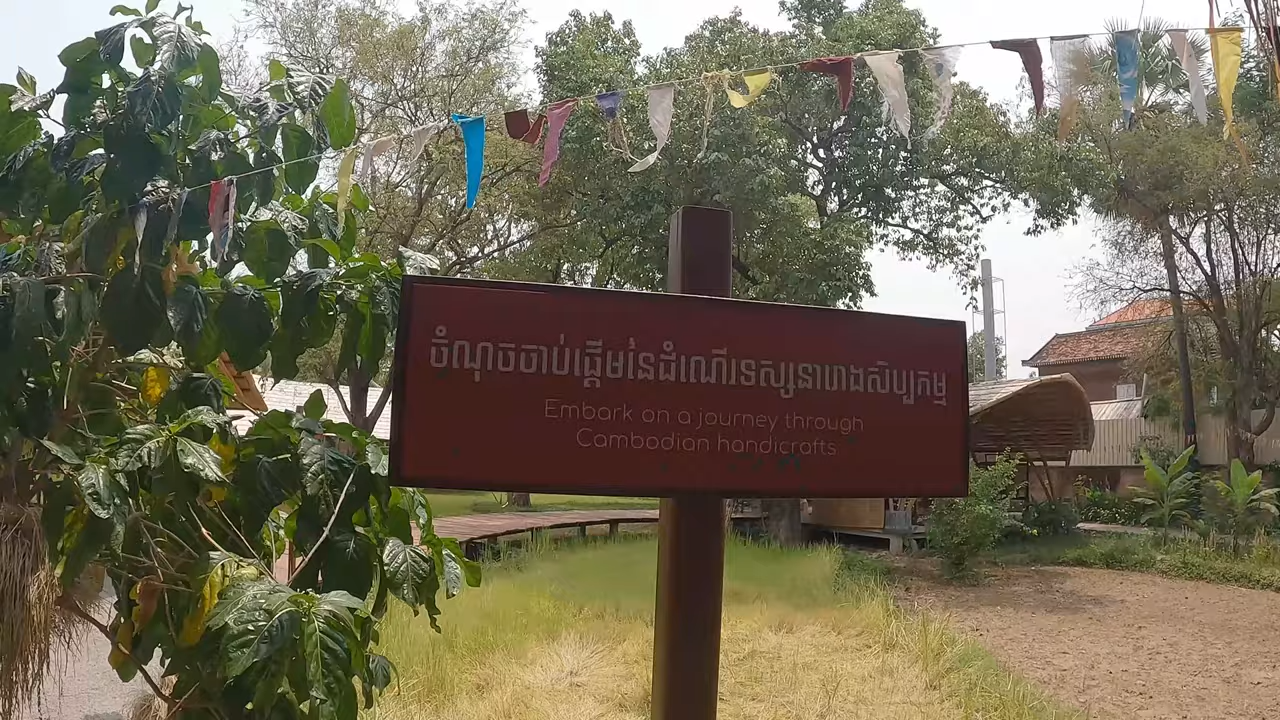 ចំណុចចាប់ផ្ដើមនៃដំណើរទស្សនារោងសិប្បកម្ម
Embark on a journey through
Cambodian handicrafts